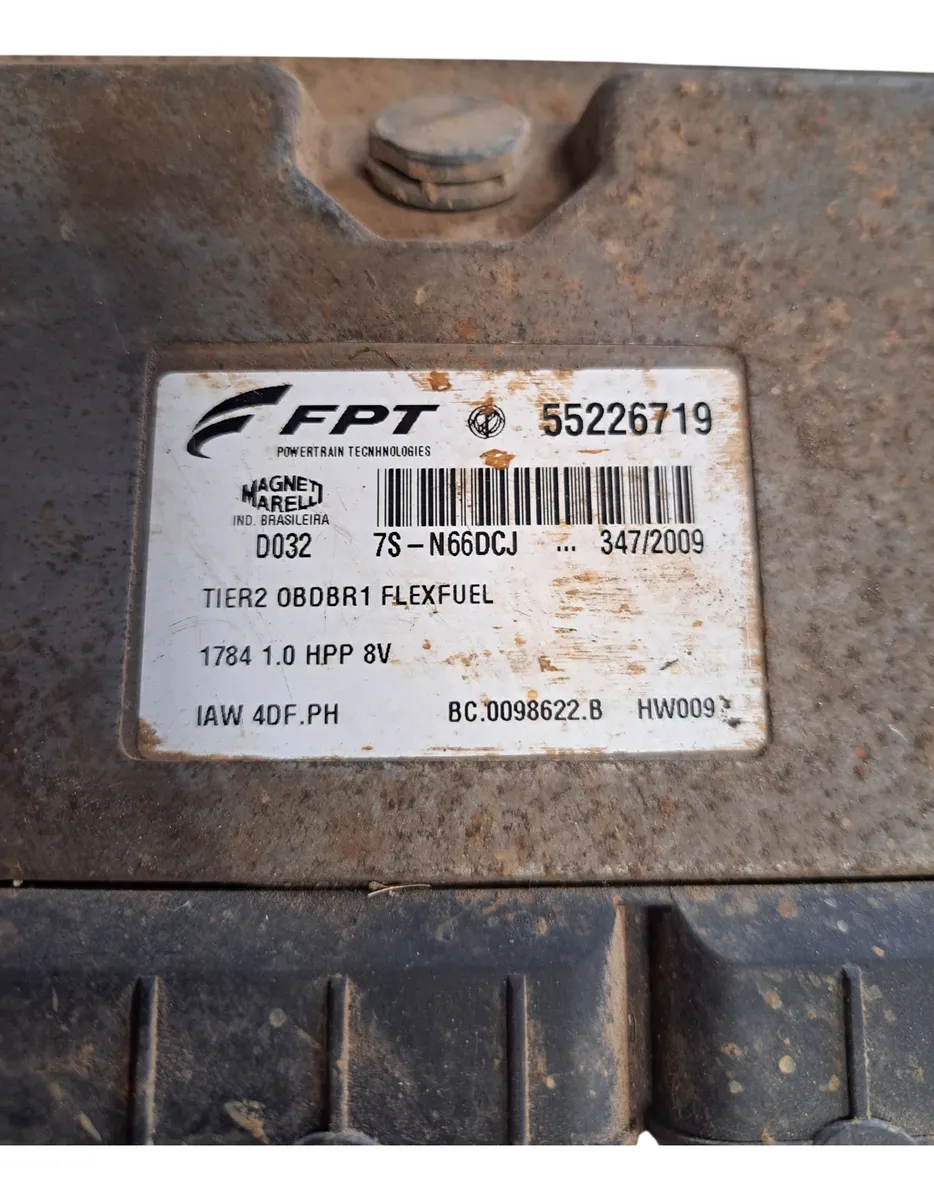 FPT 55226719
POWERTRAIN TECNHNOLOGIES
MAGNETI
MARELLI
IND. BRASILEIRA
D032 7S-N66DCJ ... 347/2009
TIER2 OBDBR1 FLEXFUEL
1784 1.0 HPP 8V
IAW 4DF.PH BC.0098622.B HW009